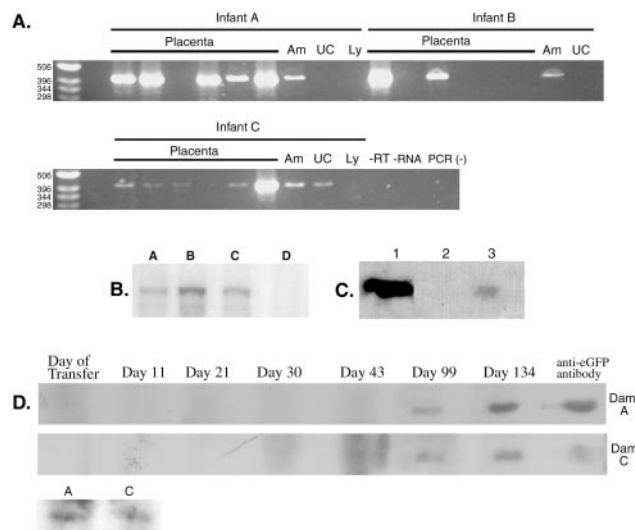 A.
Infant A Infant B
Placenta Am UC Ly Placenta Am UC
506
396
344
298
Infant C
Placenta Am UC Ly -RT -RNA PCR (-)
506
396
344
298
B.
A B C D
C.
1 2 3
D.
Day of Transfer Day 11 Day 21 Day 30 Day 43 Day 99 Day 134 anti-eGFP antibody
Dam A
Dam C
A C